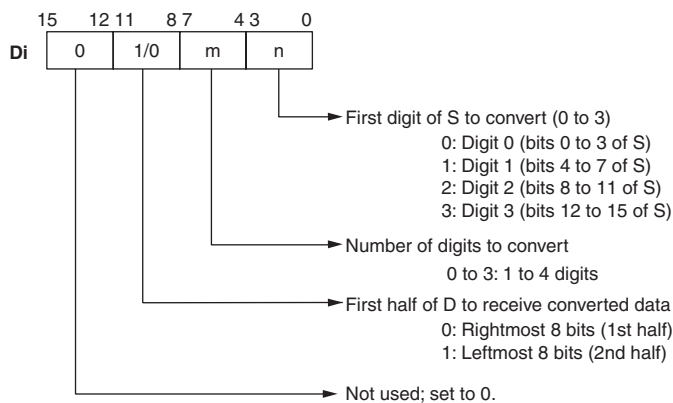 15 12 11 8 7 4 3 0
Di 0 1/0 m n
First digit of S to convert (0 to 3)
0: Digit 0 (bits 0 to 3 of S)
1: Digit 1 (bits 4 to 7 of S)
2: Digit 2 (bits 8 to 11 of S)
3: Digit 3 (bits 12 to 15 of S)
Number of digits to convert
0 to 3: 1 to 4 digits
First half of D to receive converted data
0: Rightmost 8 bits (1st half)
1: Leftmost 8 bits (2nd half)
Not used; set to 0.